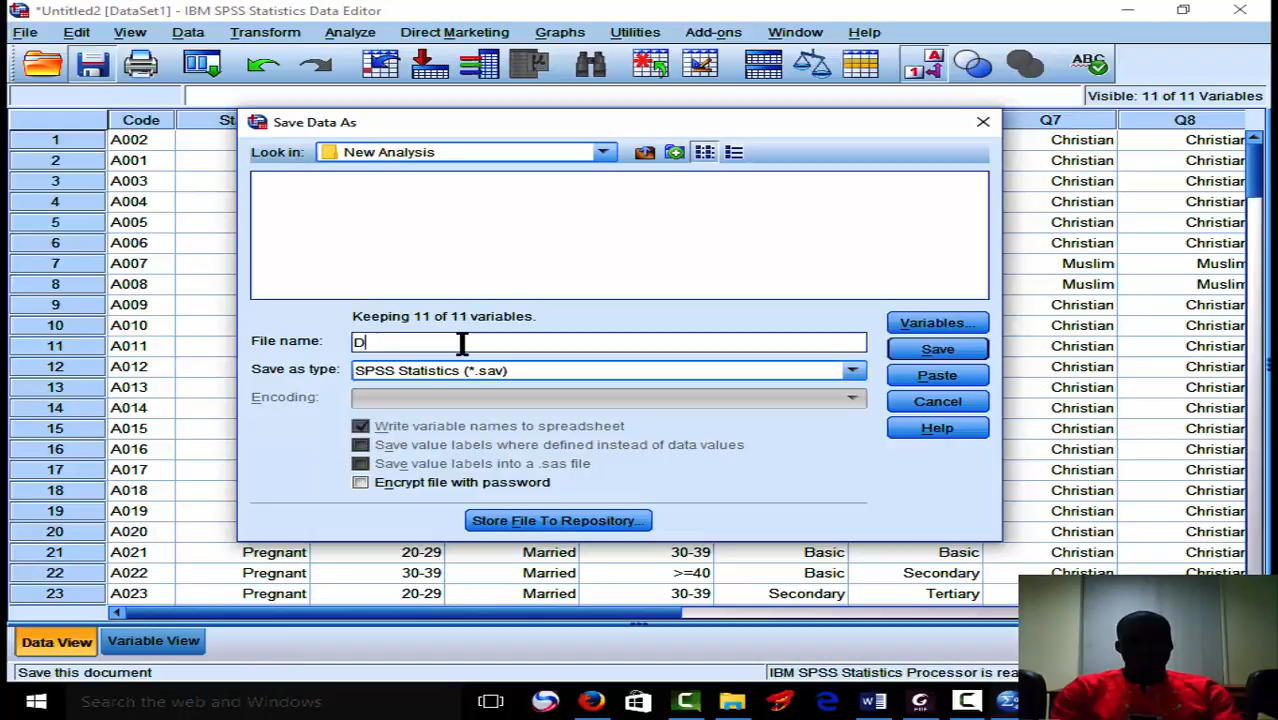 *Untitled2 [DataSet1] - IBM SPSS Statistics Data Editor
File Edit View Data Transform Analyze Direct Marketing Graphs Utilities Add-ons Window Help
Visible: 11 of 11 Variables
Code Q7 Q8
Save Data As
Look in: New Analysis
Keeping 11 of 11 variables.
File name: D
Save as type: SPSS Statistics (*.sav)
Encoding:
Write variable names to spreadsheet
Save value labels where defined instead of data values
Save value labels into a .sas file
Encrypt file with password
Store File To Repository...
Variables...
Save
Paste
Cancel
Help
1 A002 Christian Christian
2 A001 Christian Christian
3 A003 Christian Christian
4 A004 Christian Christian
5 A005 Christian Christian
6 A006 Christian Christian
7 A007 Muslim Muslim
8 A008 Muslim Muslim
9 A009 Christian Christian
10 A010 Christian Christian
11 A011 Christian Christian
12 A012 Christian Christian
13 A013 Christian Christian
14 A014 Christian Christian
15 A015 Christian Christian
16 A016 Christian Christian
17 A017 Christian Christian
18 A018 Christian Christian
19 A019 Christian Christian
20 A020 Christian Christian
21 A021 Pregnant 20-29 Married 30-39 Basic Basic Christian Christian
22 A022 Pregnant 30-39 Married >=40 Basic Secondary Christian Christian
23 A023 Pregnant 20-29 Married 30-39 Secondary Tertiary
Data View Variable View
Save this document
IBM SPSS Statistics Processor is
Search the web and Windows